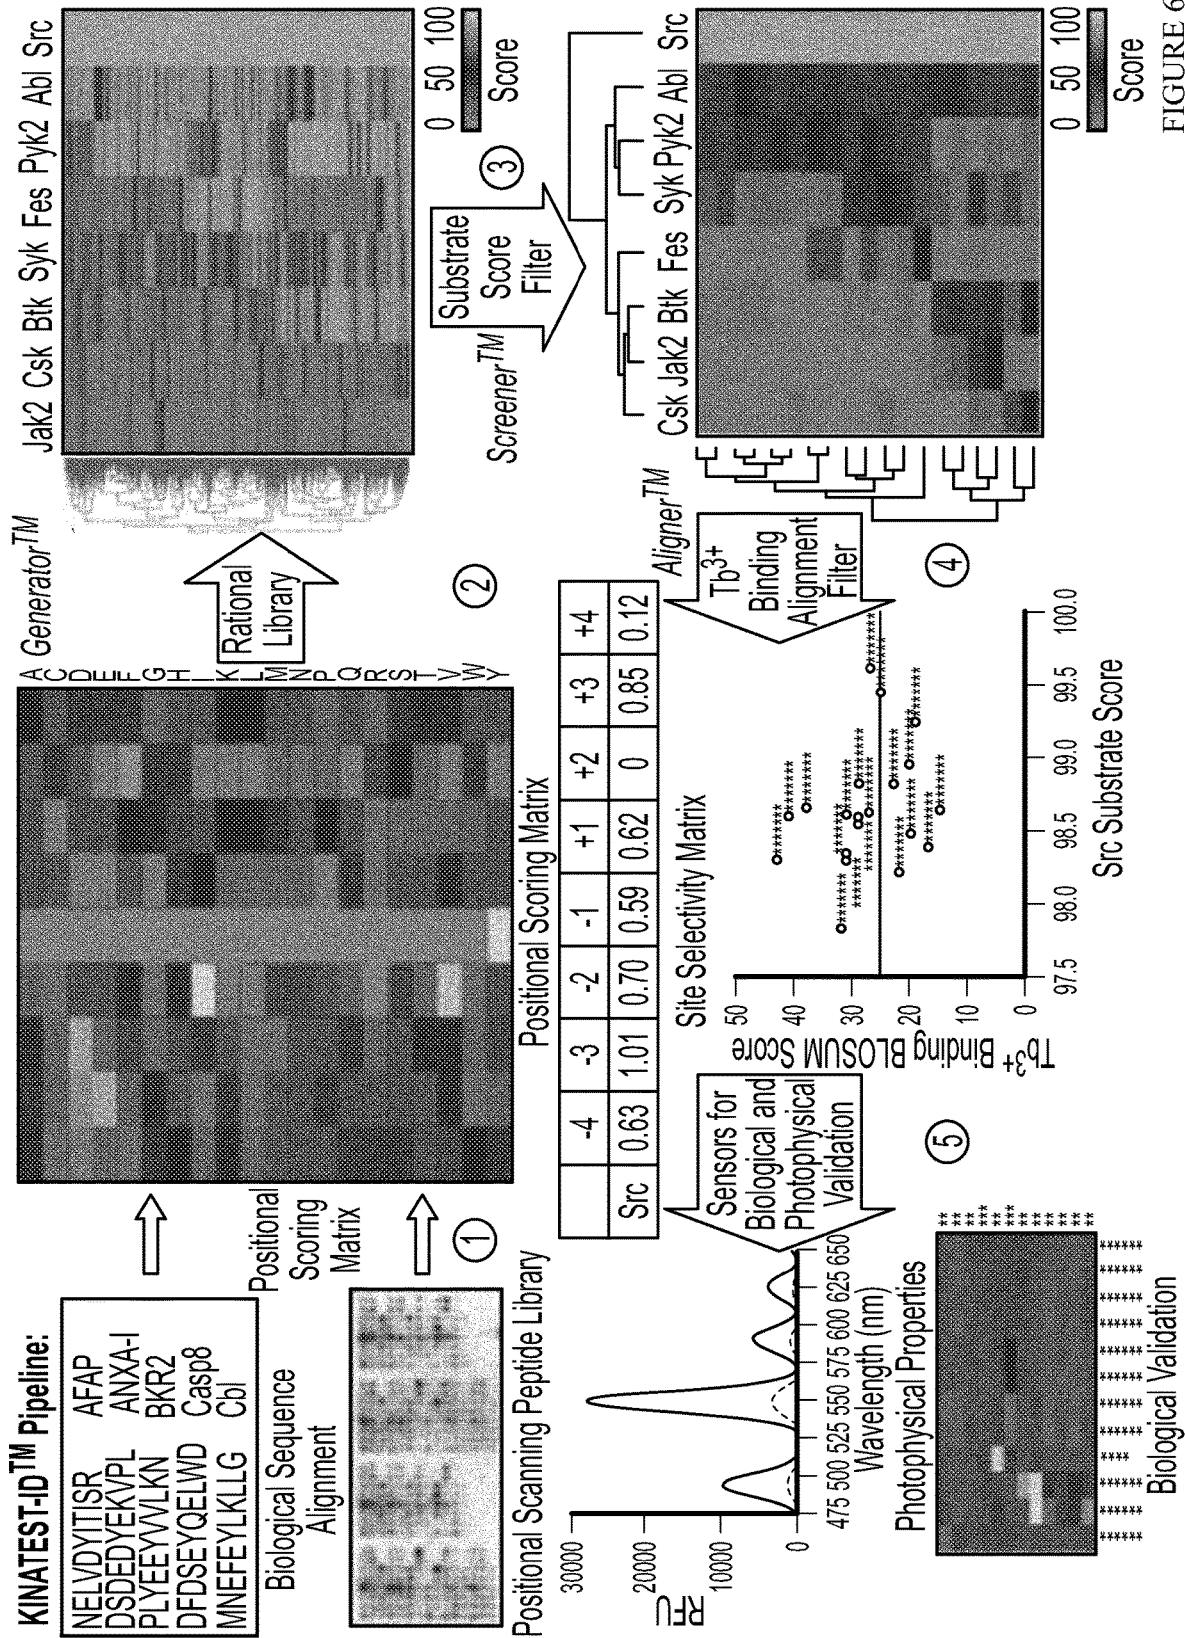 KINATEST-ID™ Pipeline:
NELVDYITISR AFAP
DSDEDYEKVPL ANXA-I
PLYEEYVVLKN BKR2
DFDSEYQELWD Casp8
MNEFEYLKLLG Cbl
Biological Sequence
Alignment
Positional Scanning Peptide Library
Positional
Scoring
Matrix
1
A
C
D
E
F
G
H
I
K
L
M
N
P
Q
R
S
T
V
W
Y
Positional Scoring Matrix
Generator™
Rational
Library
2
Jak2 Csk Btk Syk Fes Pyk2 Abl Src
0 50 100
Score
-4 -3 -2 -1 +1 +2 +3 +4
Src 0.63 1.01 0.70 0.59 0.62 0 0.85 0.12
Site Selectivity Matrix
Screener™
Substrate
Score
Filter
3
Csk Jak2 Btk Fes Syk Pyk2 Abl Src
0 50 100
Score
Aligner™
Tb3+
Binding
Alignment
Filter
4
Tb3+ Binding BLOSUM Score
50
40
30
20
10
0
97.5 98.0 98.5 99.0 99.5 100.0
Src Substrate Score
Sensors for
Biological and
Photophysical
Validation
5
RFU
30000
20000
10000
0
475 500 525 550 575 600 625 650
Wavelength (nm)
Photophysical Properties
Biological Validation
FIGURE 6